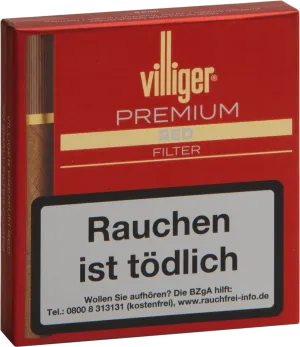 villiger®
PREMIUM
RED
FILTER
Rauchen
ist tödlich
Wollen Sie aufhören? Die BZgA hilft:
Tel.: 0800 8 313131 (kostenfrei), www.rauchfrei-info.de